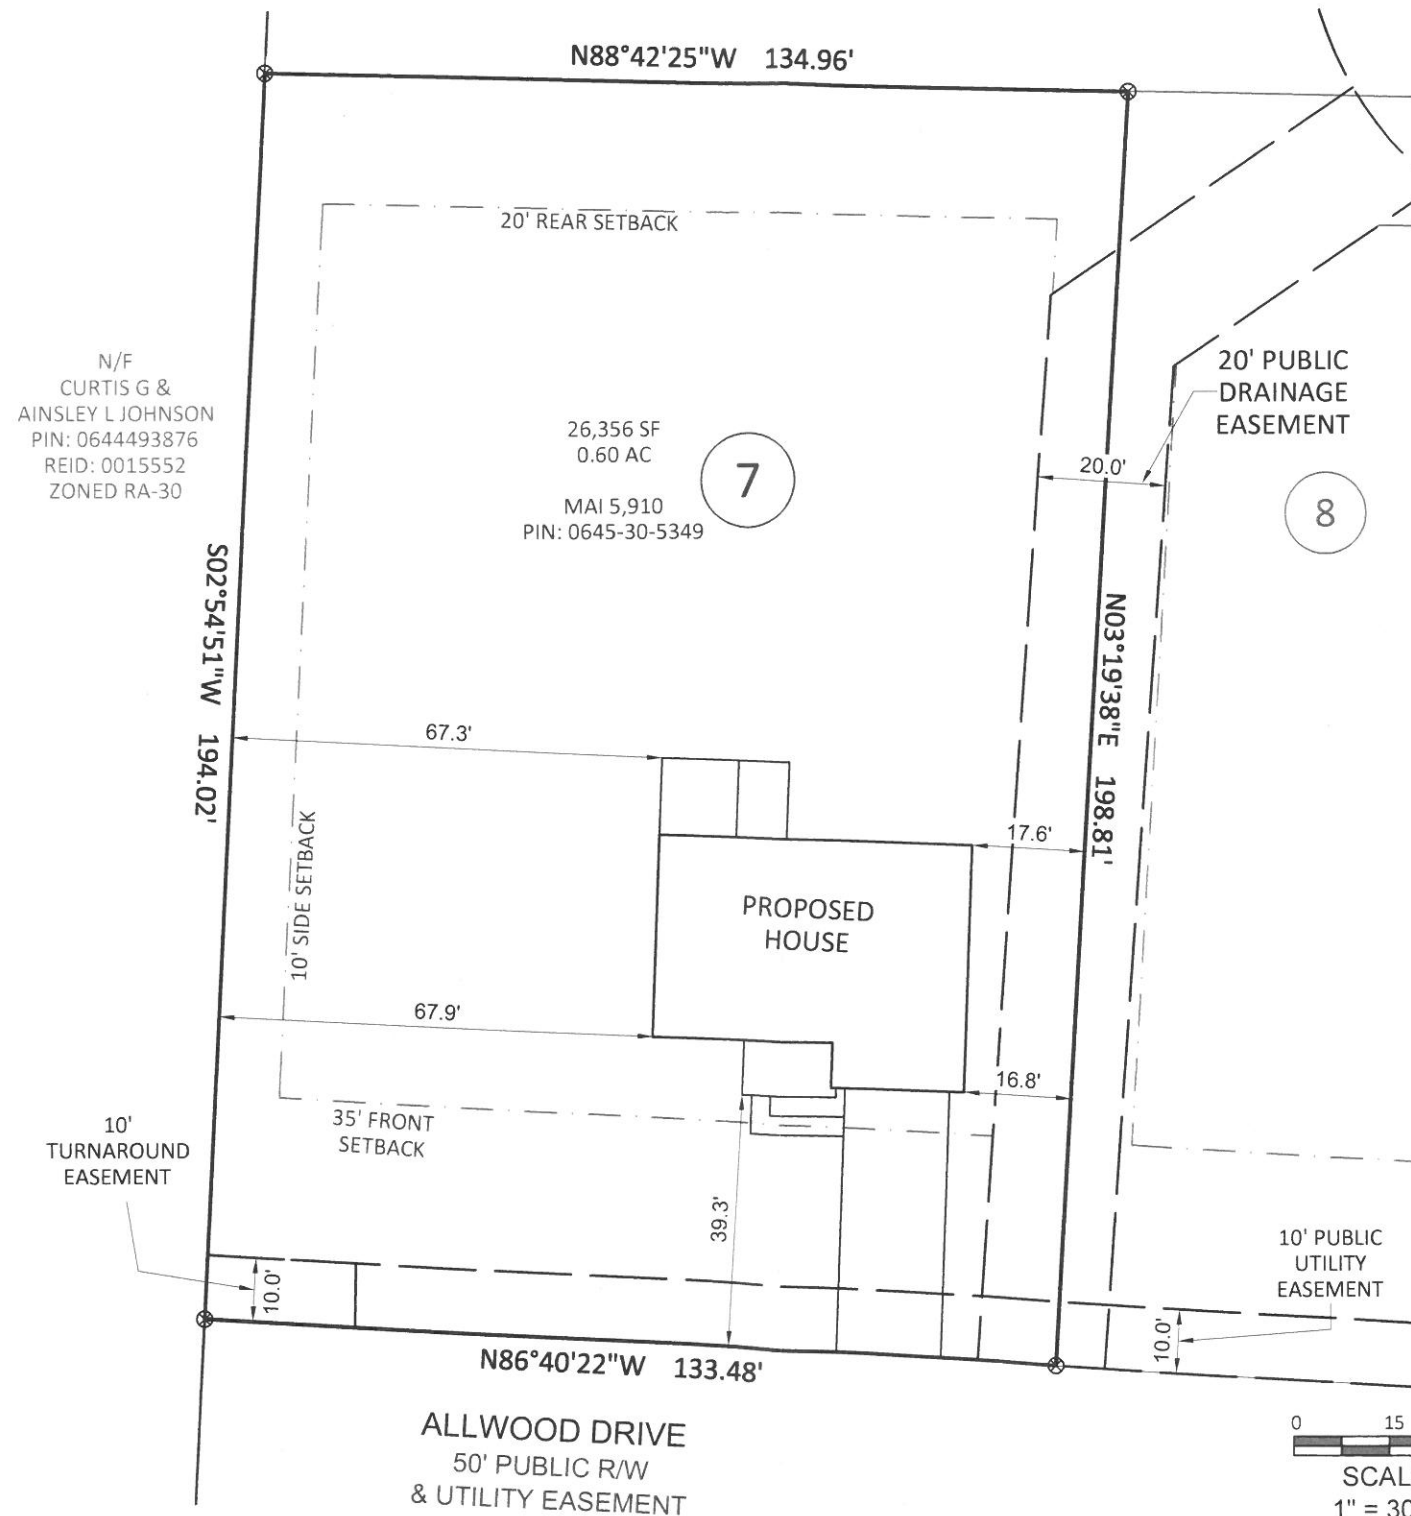 N88°42'25"W 134.96'
20' REAR SETBACK
N/F
CURTIS G &
AINSLEY L JOHNSON
PIN: 0644493876
REID: 0015552
ZONED RA-30
26,356 SF
0.60 AC
MAI 5,910
PIN: 0645-30-5349
7
20' PUBLIC
DRAINAGE
EASEMENT
20.0'
8
S02°54'51"W 194.02'
N03°19'38"E 198.81'
67.3'
17.6'
10' SIDE SETBACK
PROPOSED
HOUSE
67.9'
16.8'
35' FRONT
SETBACK
10'
TURNAROUND
EASEMENT
39.3'
10.0'
10' PUBLIC
UTILITY
EASEMENT
10.0'
N86°40'22"W 133.48'
ALLWOOD DRIVE
50' PUBLIC R/W
& UTILITY EASEMENT
0 15
SCAL
1" = 30